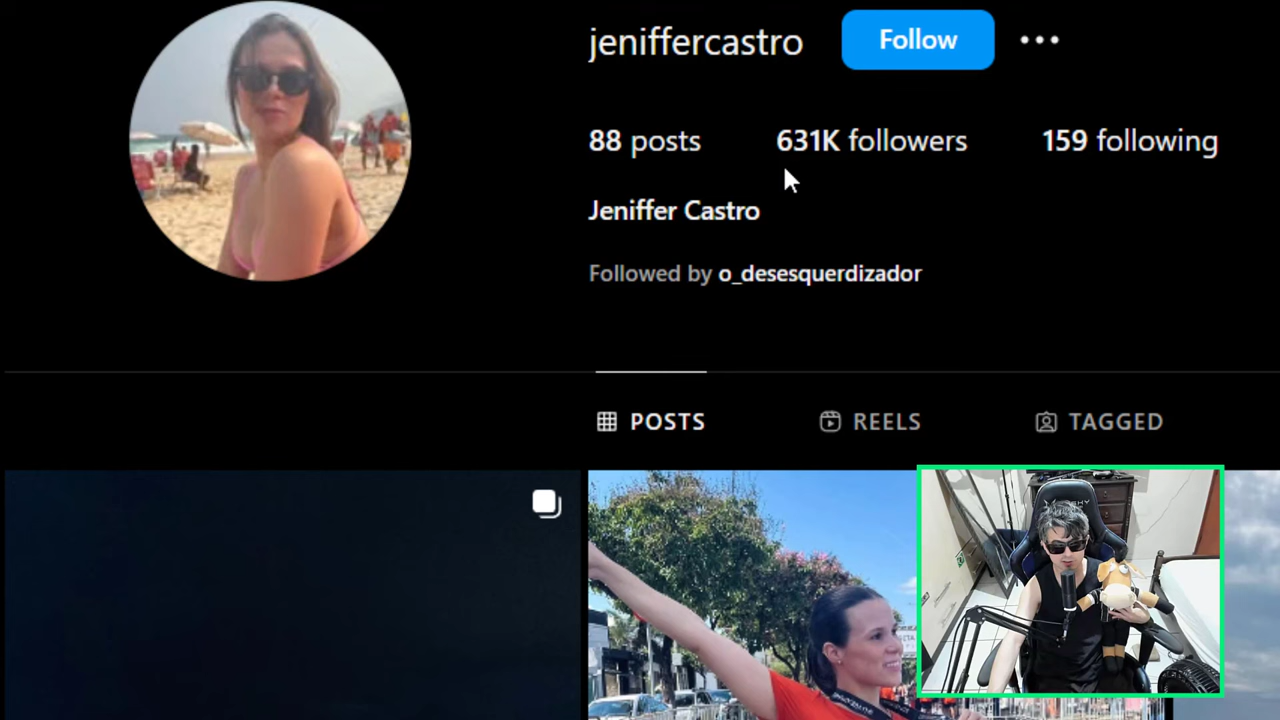 jeniffercastro
Follow
88 posts
631K followers
159 following
Jeniffer Castro
Followed by o_desesquerdizador
POSTS
REELS
TAGGED